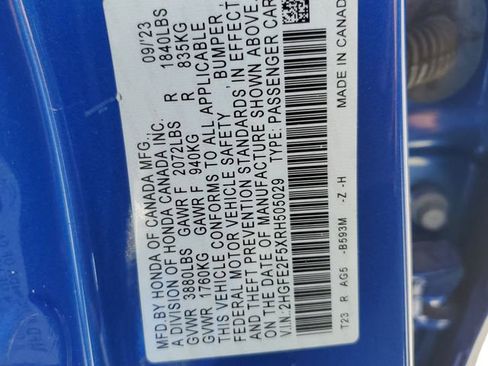 MFD.BY HONDA OF CANADA MFG., 09/'23
A DIVISION OF HONDA CANADA INC.
GVWR 3880LBS GAWR F 2072LBS R 1840LBS
GVWR 1760KG GAWR F 940KG R 835KG
THIS VEHICLE CONFORMS TO ALL APPLICABLE
FEDERAL MOTOR VEHICLE SAFETY, BUMPER,
AND THEFT PREVENTION STANDARDS IN EFFECT
ON THE DATE OF MANUFACTURE SHOWN ABOVE.
V.I.N:2HGFE2F5XRH505029 TYPE:PASSENGER CAR
T23 R AG5 -B593M -Z -H
MADE IN CANADA